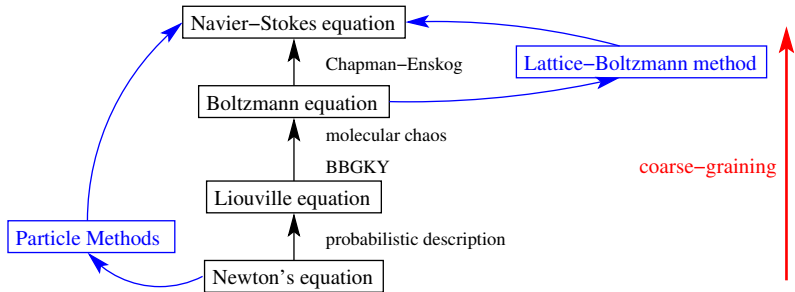 Navier−Stokes equation
Chapman−Enskog
Lattice−Boltzmann method
Boltzmann equation
molecular chaos
BBGKY
coarse−graining
Liouville equation
Particle Methods
probabilistic description
Newton's equation